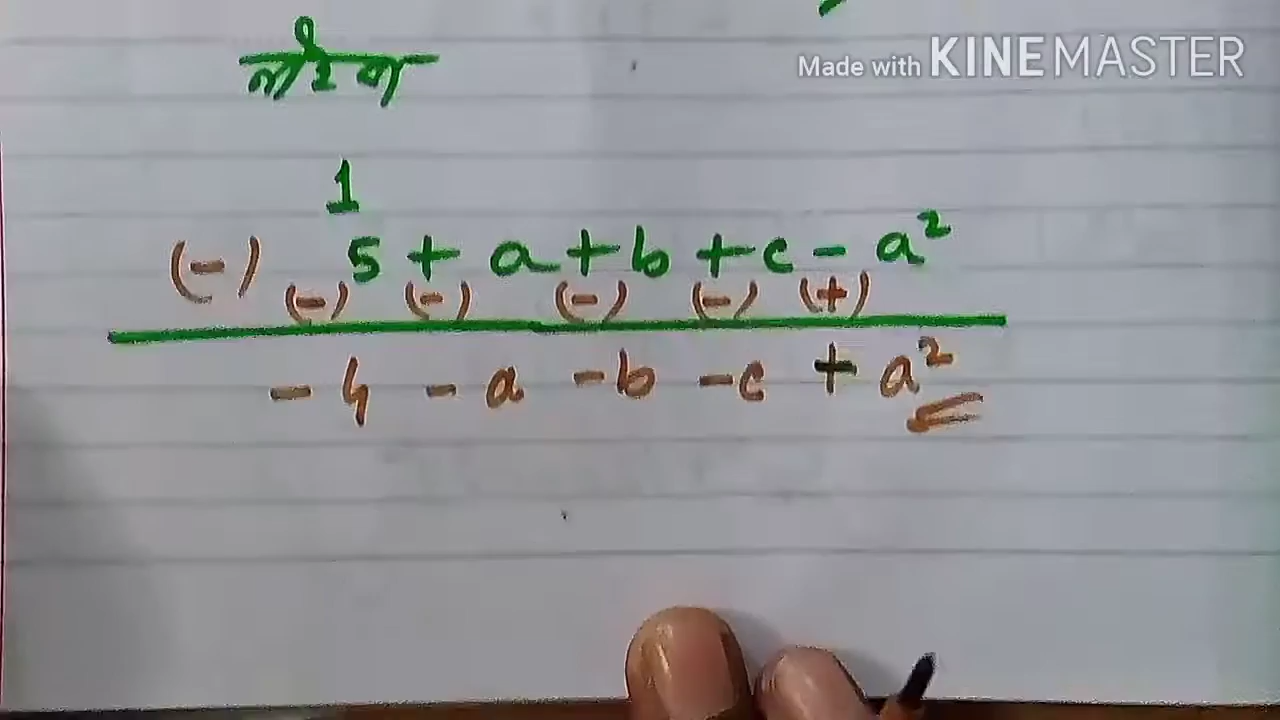 Made with KINEMASTER
1
(-) 5 + a + b + c - a²
(-) (-) (-) (-) (+)
- 4 - a - b - c + a²